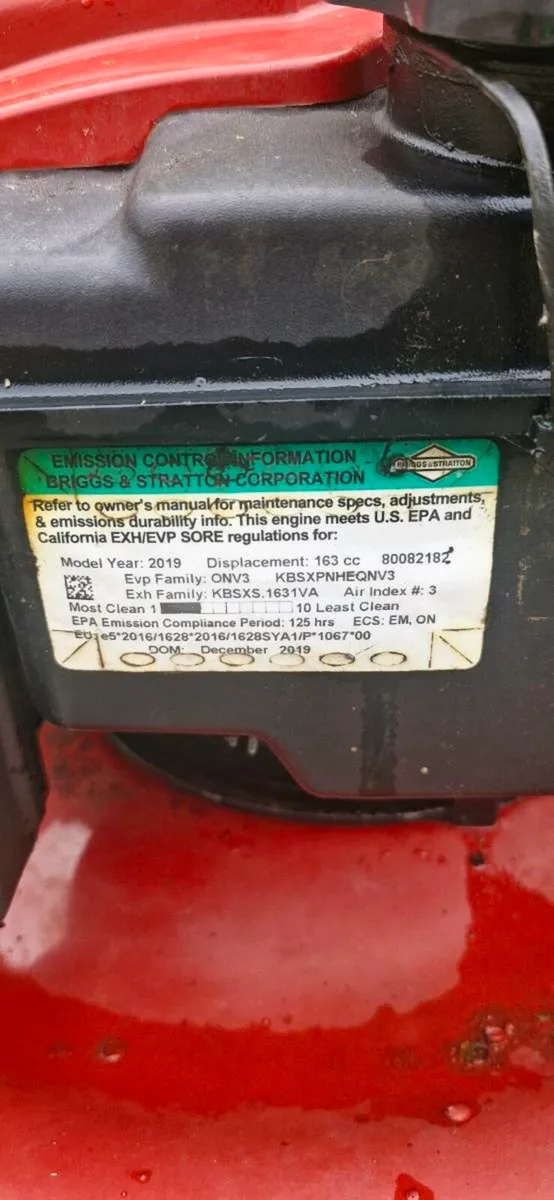 EMISSION CONTROL INFORMATION
BRIGGS & STRATTON CORPORATION
BRIGGS & STRATTON
Refer to owner's manual for maintenance specs, adjustments,
& emissions durability info. This engine meets U.S. EPA and
California EXH/EVP SORE regulations for:
Model Year: 2019 Displacement: 163 cc 80082182
Evp Family: ONV3 KBSXPNHEQNV3
Exh Family: KBSXS.1631VA Air Index #: 3
Most Clean 1 10 Least Clean
EPA Emission Compliance Period: 125 hrs ECS: EM, ON
EU: e5*2016/1628*2016/1628SYA1/P*1067*00
DOM: December 2019